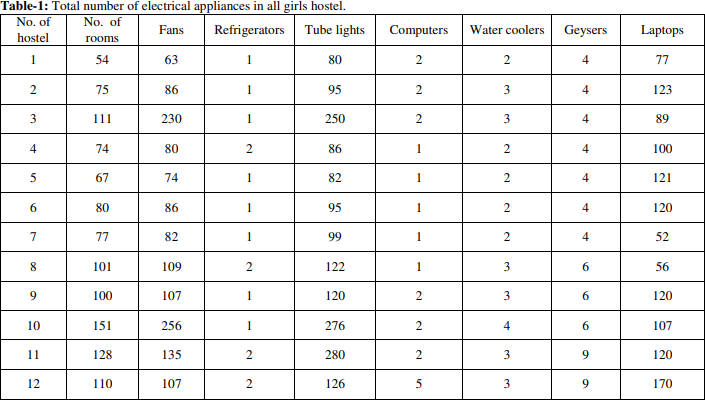 Table-1: Total number of electrical appliances in all girls hostel.
No. of hostel No. of rooms Fans Refrigerators Tube lights Computers Water coolers Geysers Laptops
1 54 63 1 80 2 2 4 77
2 75 86 1 95 2 3 4 123
3 111 230 1 250 2 3 4 89
4 74 80 2 86 1 2 4 100
5 67 74 1 82 1 2 4 121
6 80 86 1 95 1 2 4 120
7 77 82 1 99 1 2 4 52
8 101 109 2 122 1 3 6 56
9 100 107 1 120 2 3 6 120
10 151 256 1 276 2 4 6 107
11 128 135 2 280 2 3 9 120
12 110 107 2 126 5 3 9 170